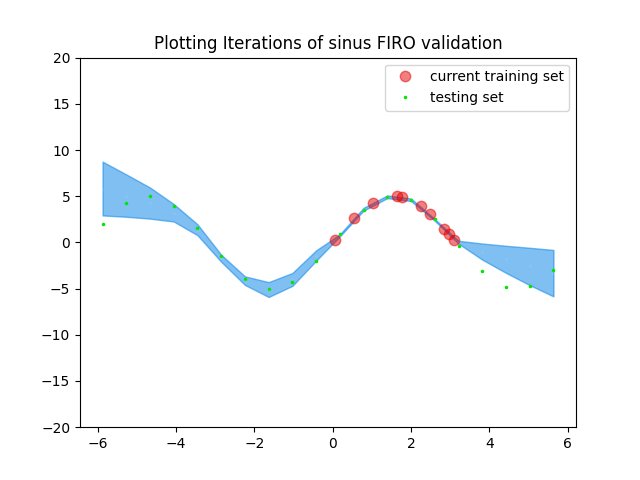 Plotting Iterations of sinus FIRO validation
current training set
testing set
20
15
10
5
0
−5
−10
−15
−20
−6 −4 −2 0 2 4 6